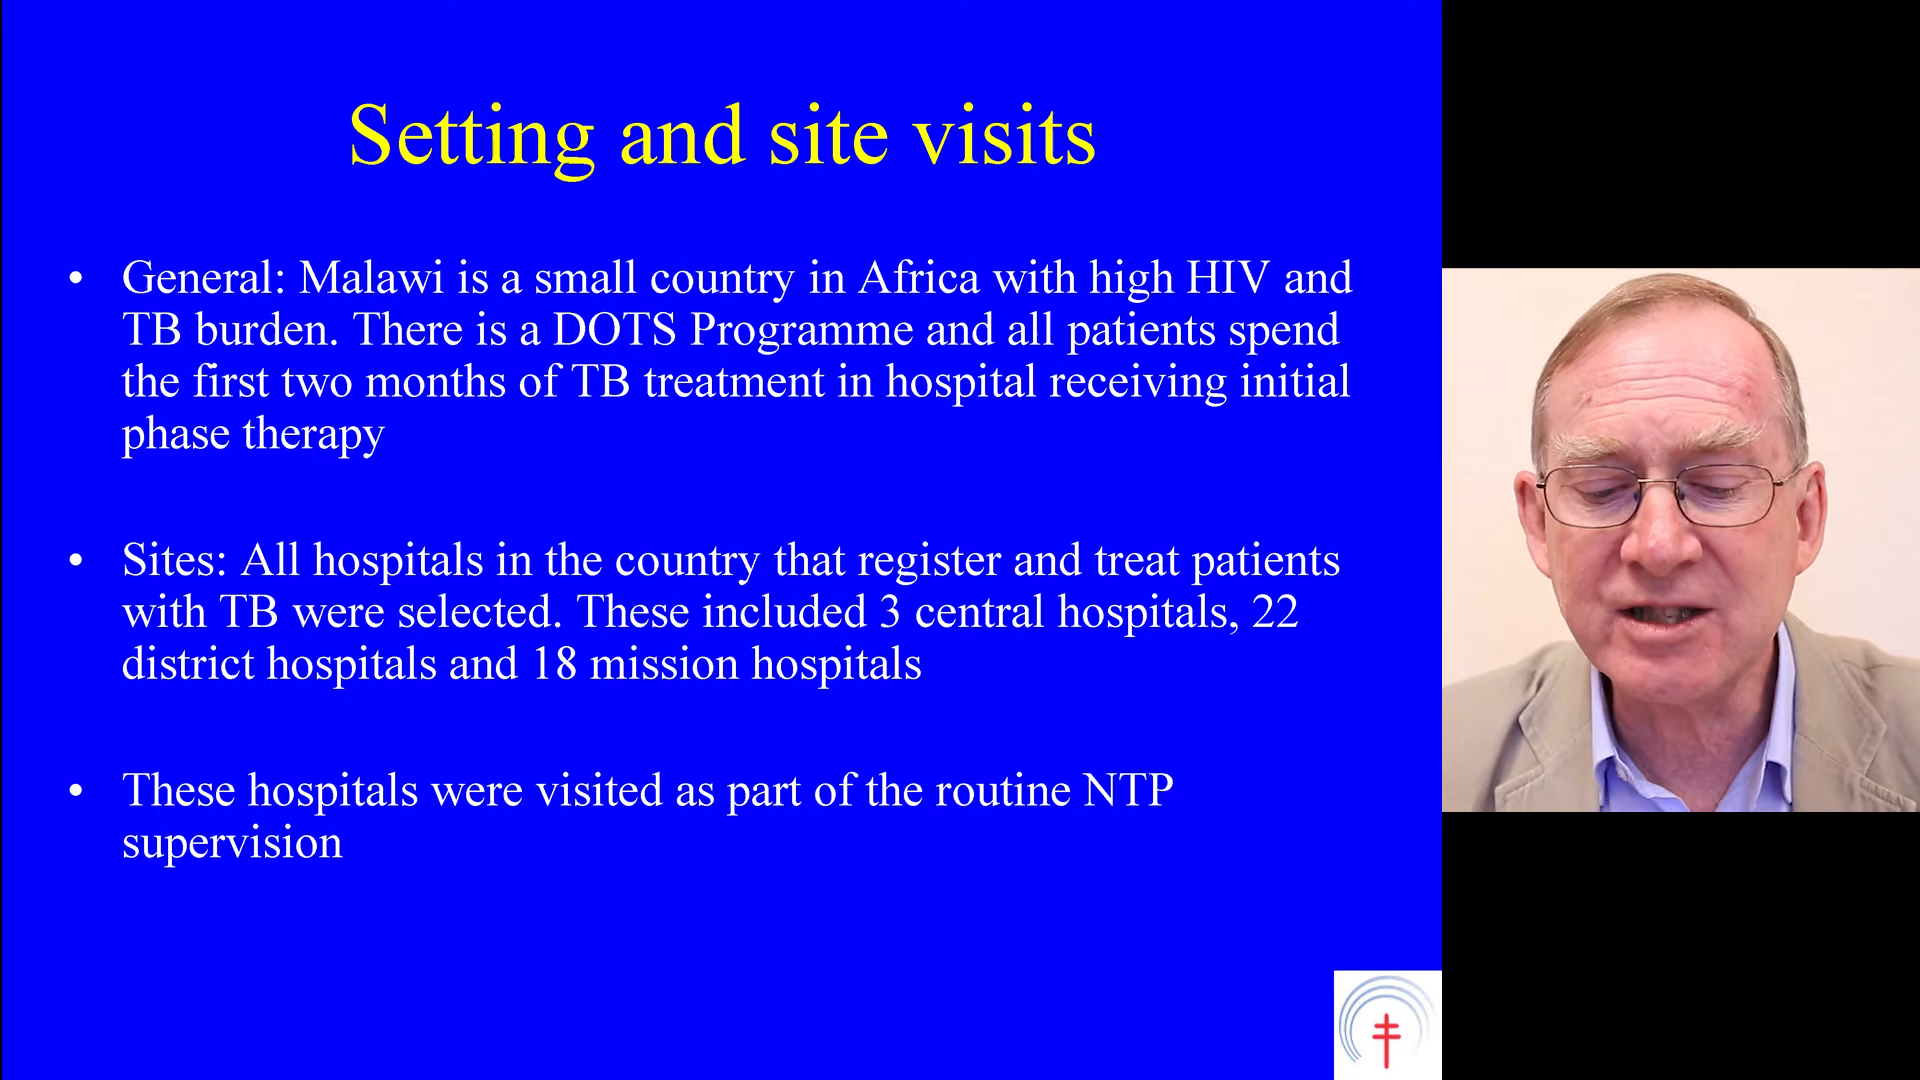 Setting and site visits
• General: Malawi is a small country in Africa with high HIV and
TB burden. There is a DOTS Programme and all patients spend
the first two months of TB treatment in hospital receiving initial
phase therapy
• Sites: All hospitals in the country that register and treat patients
with TB were selected. These included 3 central hospitals, 22
district hospitals and 18 mission hospitals
• These hospitals were visited as part of the routine NTP
supervision